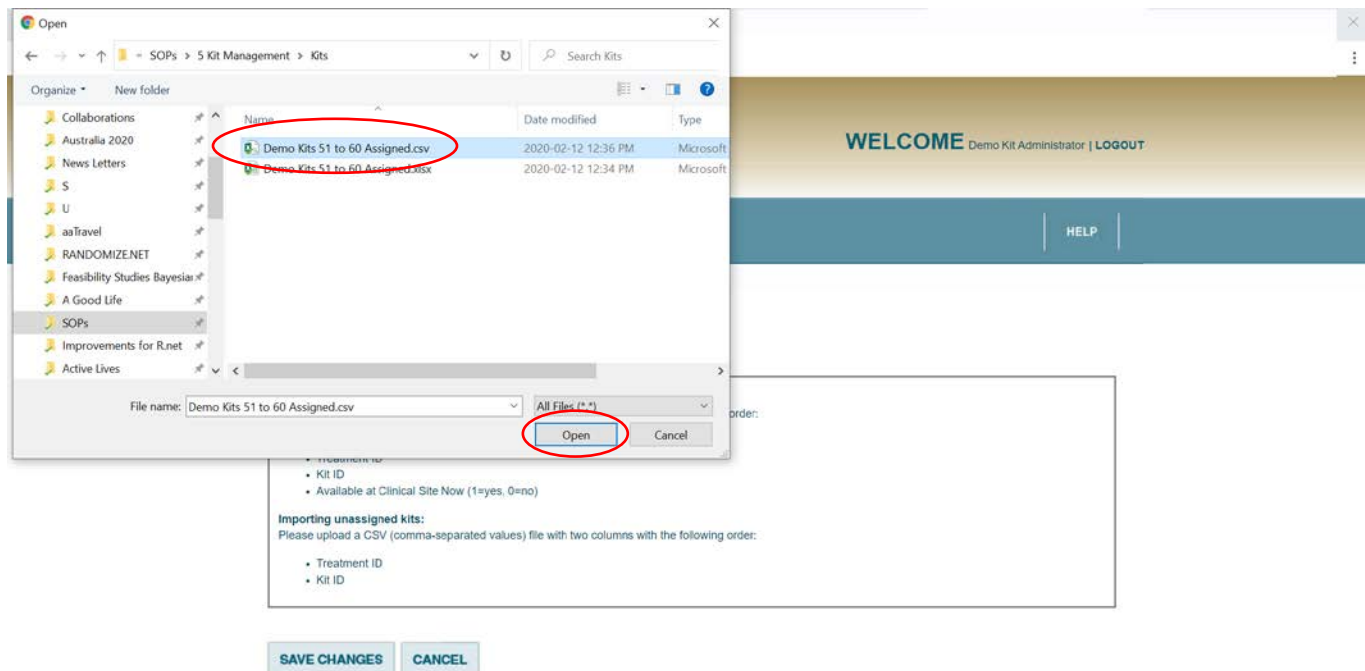 Open
SOPs > 5 Kit Management > Kits
Search Kits
Organize
New folder
Name
Date modified
Type
Collaborations
Australia 2020
News Letters
S
U
aaTravel
RANDOMIZE.NET
Feasibility Studies Bayesia
A Good Life
SOPs
Improvements for R.net
Active Lives
Demo Kits 51 to 60 Assigned.csv
2020-02-12 12:36 PM
Microsoft
Demo Kits 51 to 60 Assigned.xlsx
2020-02-12 12:34 PM
Microsoft
File name:
Demo Kits 51 to 60 Assigned.csv
All Files (*.*)
Open
Cancel
WELCOME Demo Kit Administrator | LOGOUT
HELP
order:
• Treatment ID
• Kit ID
• Available at Clinical Site Now (1=yes, 0=no)
Importing unassigned kits:
Please upload a CSV (comma-separated values) file with two columns with the following order:
• Treatment ID
• Kit ID
SAVE CHANGES
CANCEL